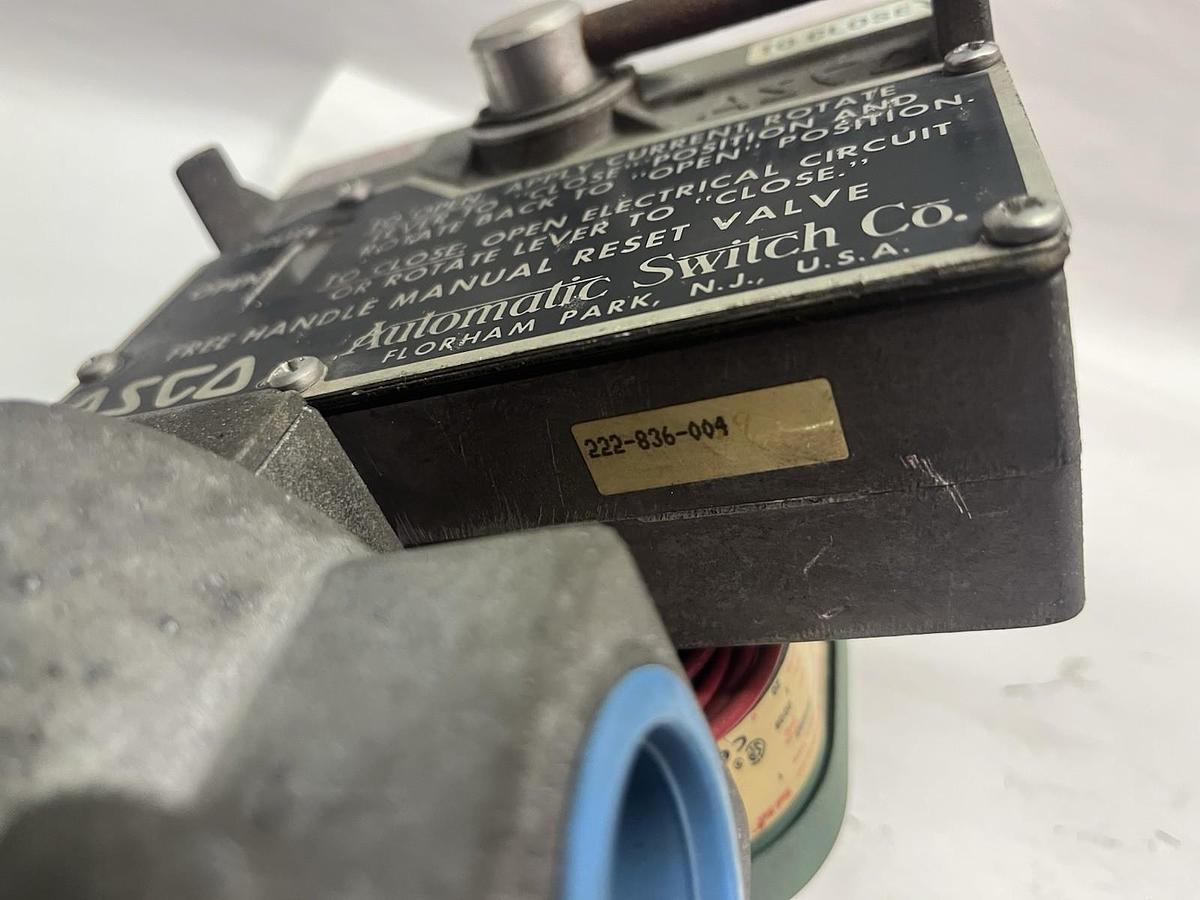 TO CLOSE
ASCO
TO OPEN: APPLY CURRENT, ROTATE
LEVER TO "CLOSE" POSITION AND
ROTATE BACK TO "OPEN" POSITION.
TO CLOSE: OPEN ELECTRICAL CIRCUIT
OR ROTATE LEVER TO "CLOSE."
OPEN
FREE HANDLE MANUAL RESET VALVE
ASCO
Automatic Switch Co.
FLORHAM PARK, N.J., U.S.A.
222-836-004